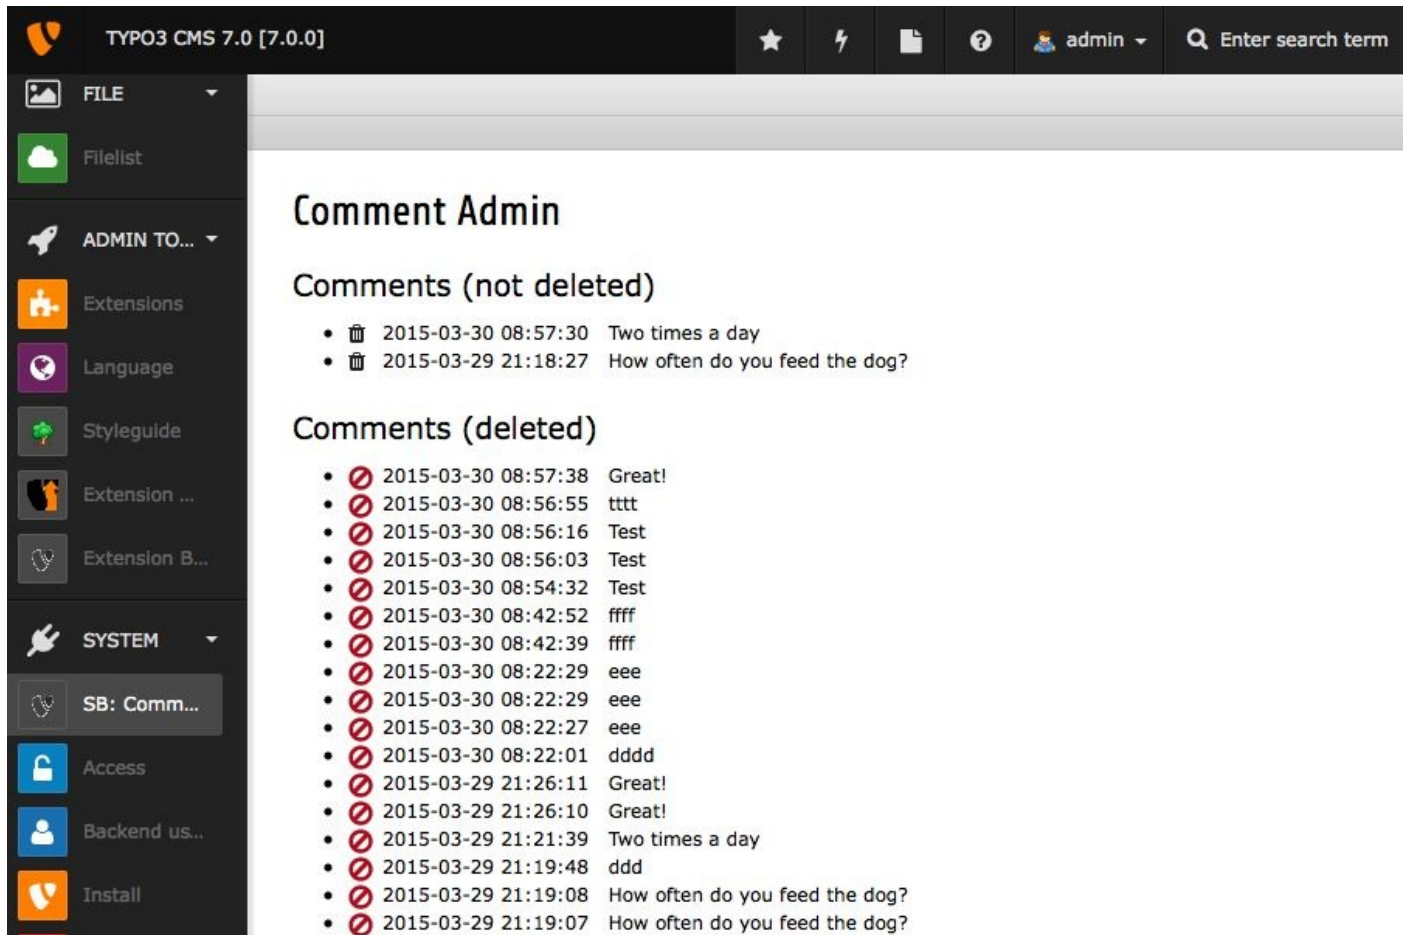 TYPO3 CMS 7.0 [7.0.0]
admin
Enter search term
FILE
Filelist
ADMIN TO...
Extensions
Language
Styleguide
Extension ...
Extension B...
SYSTEM
SB: Comm...
Access
Backend us...
Install
Comment Admin
Comments (not deleted)
2015-03-30 08:57:30 Two times a day
2015-03-29 21:18:27 How often do you feed the dog?
Comments (deleted)
2015-03-30 08:57:38 Great!
2015-03-30 08:56:55 tttt
2015-03-30 08:56:16 Test
2015-03-30 08:56:03 Test
2015-03-30 08:54:32 Test
2015-03-30 08:42:52 ffff
2015-03-30 08:42:39 ffff
2015-03-30 08:22:29 eee
2015-03-30 08:22:29 eee
2015-03-30 08:22:27 eee
2015-03-30 08:22:01 dddd
2015-03-29 21:26:11 Great!
2015-03-29 21:26:10 Great!
2015-03-29 21:21:39 Two times a day
2015-03-29 21:19:48 ddd
2015-03-29 21:19:08 How often do you feed the dog?
2015-03-29 21:19:07 How often do you feed the dog?